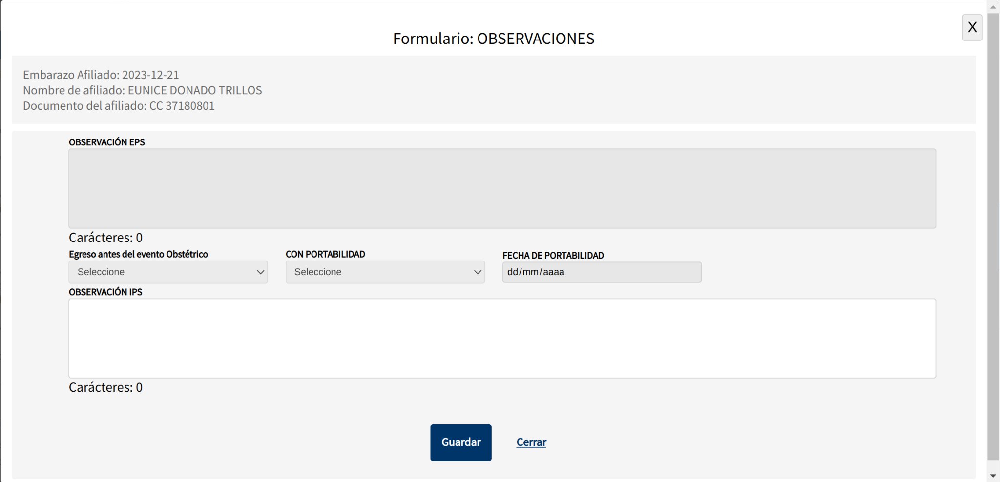 X
Formulario: OBSERVACIONES
Embarazo Afiliado: 2023-12-21
Nombre de afiliado: EUNICE DONADO TRILLOS
Documento del afiliado: CC 37180801
OBSERVACIÓN EPS
Carácteres: 0
Egreso antes del evento Obstétrico
CON PORTABILIDAD
FECHA DE PORTABILIDAD
Seleccione
Seleccione
dd/mm/aaaa
OBSERVACIÓN IPS
Carácteres: 0
Guardar
Cerrar